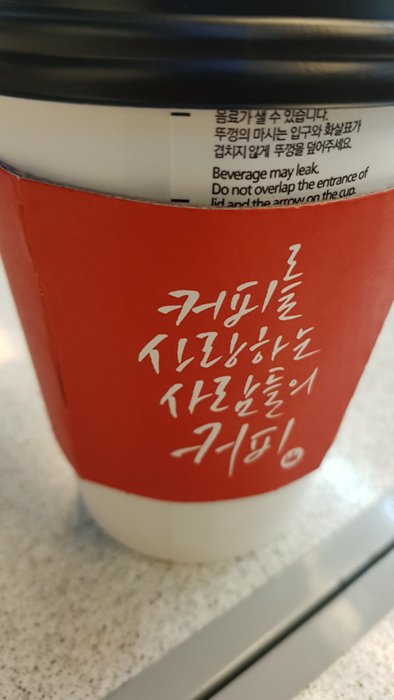 음료가 샐 수 있습니다.
뚜껑의 마시는 입구와 화살표가
겹치지 않게 뚜껑을 덮어주세요.
Beverage may leak.
Do not overlap the entrance of
lid and the arrow on the cup.
커피를
사랑하는
사람들의
커피